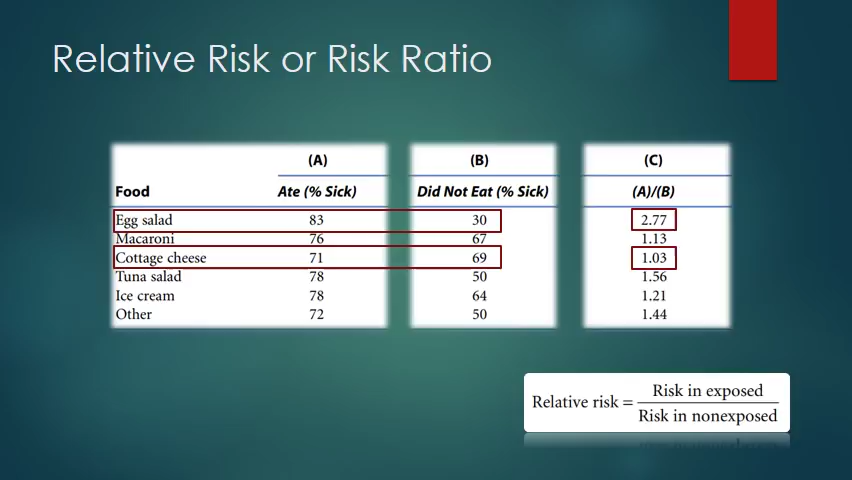 Relative Risk or Risk Ratio
(A) (B) (C)
Food Ate (% Sick) Did Not Eat (% Sick) (A)/(B)
Egg salad 83 30 2.77
Macaroni 76 67 1.13
Cottage cheese 71 69 1.03
Tuna salad 78 50 1.56
Ice cream 78 64 1.21
Other 72 50 1.44
Relative risk = Risk in exposed
Risk in nonexposed